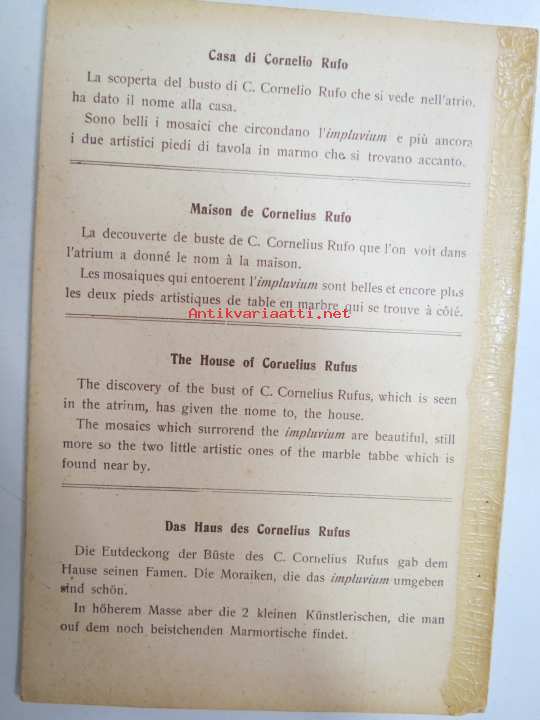 Casa di Cornelio Rufo
La scoperta del busto di C. Cornelio Rufo che si vede nell'atrio,
ha dato il nome alla casa.
Sono belli i mosaici che circondano l'impluvium e più ancora
i due artistici piedi di tavola in marmo che si trovano accanto.
Maison de Cornelius Rufo
La decouverte de buste de C. Cornelius Rufo que l'on voit dans
l'atrium a donné le nom à la maison.
Les mosaiques qui entoerent l'impluvium sont belles et encore plus
les deux pieds artistiques de table en marbre qui se trouve à côté.
Antikvariaatti.net
The House of Cornelius Rufus
The discovery of the bust of C. Cornelius Rufus, which is seen
in the atrium, has given the nome to, the house.
The mosaics which surrorend the impluvium are beautiful, still
more so the two little artistic ones of the marble tabbe which is
found near by.
Das Haus des Cornelius Rufus
Die Eutdeckong der Büste des C. Cornelius Rufus gab dem
Hause seinen Famen. Die Moraiken, die das impluvium umgeben
sind schön.
In höherem Masse aber die 2 kleinen Künstlerischen, die man
ouf dem noch beistchenden Marmortische findet.